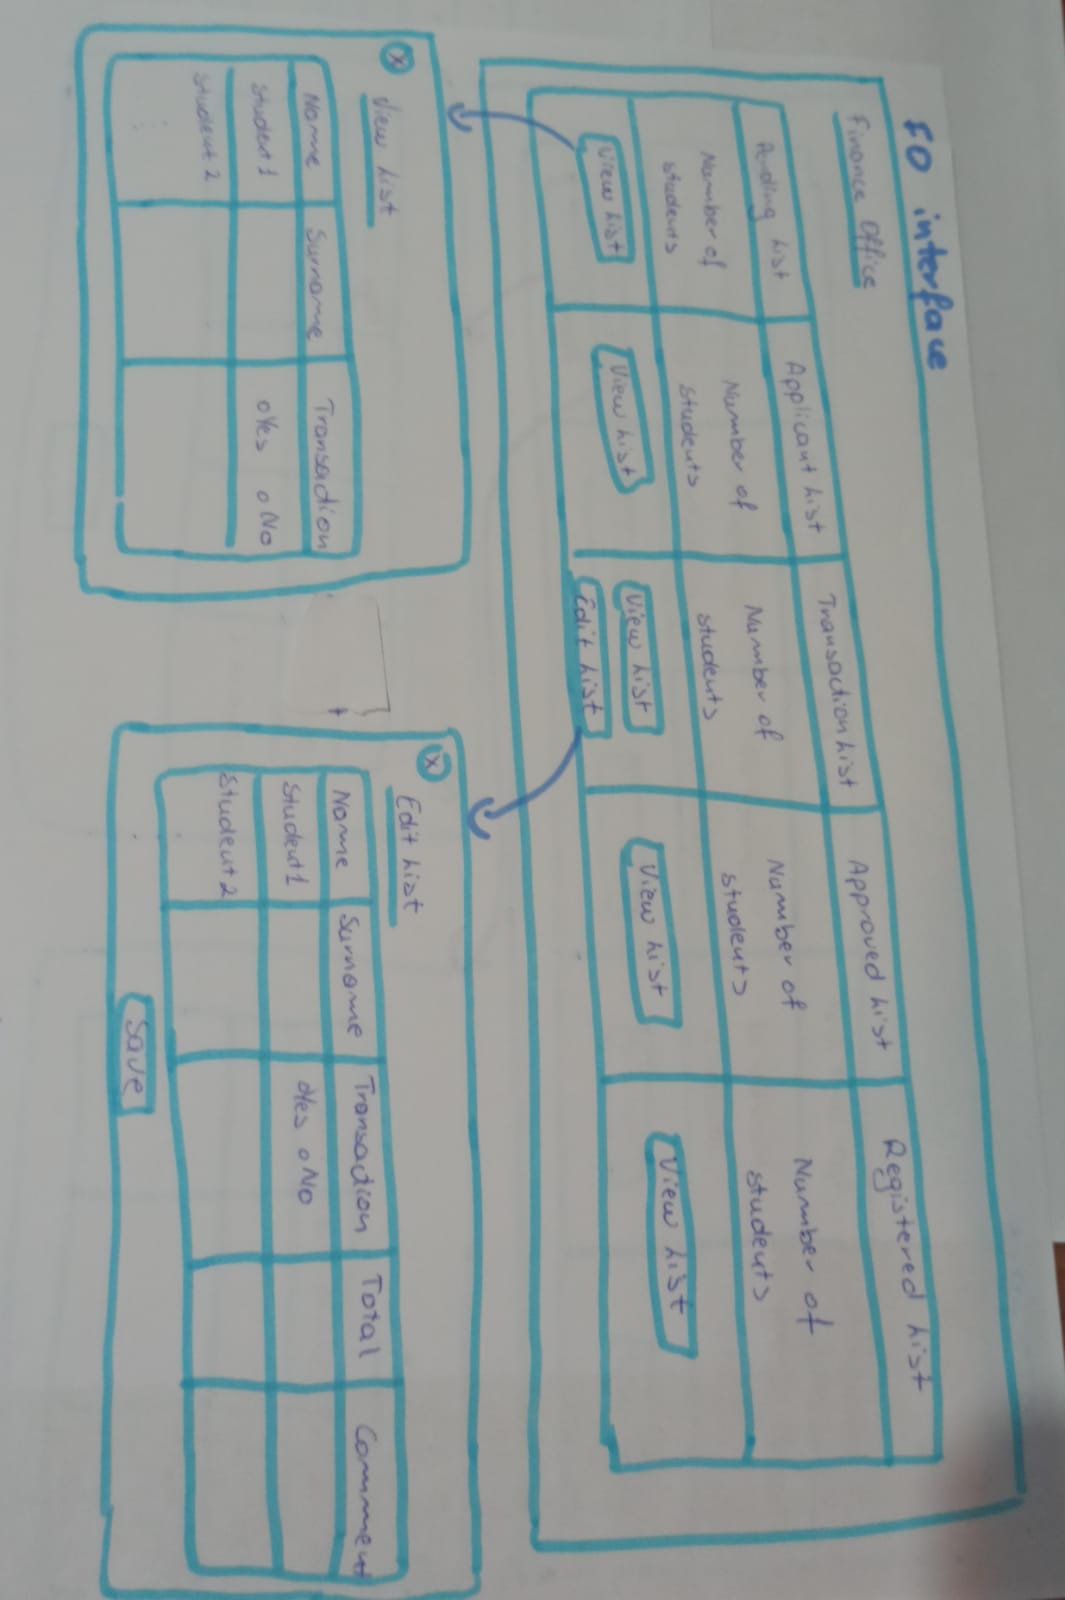 FO interface
Finance Office
Pending List
Applicant List
Transaction List
Approved List
Registered List
Number of
students
Number of
students
Number of
students
Number of
students
Number of
students
View List
View List
View List
Edit List
View List
View List
x
View List
Name
Surname
Transaction
Student 1
oYes o No
Student 2
x
Edit List
Name
Surname
Transaction
Total
Comment
Student 1
oYes o No
Student 2
Save